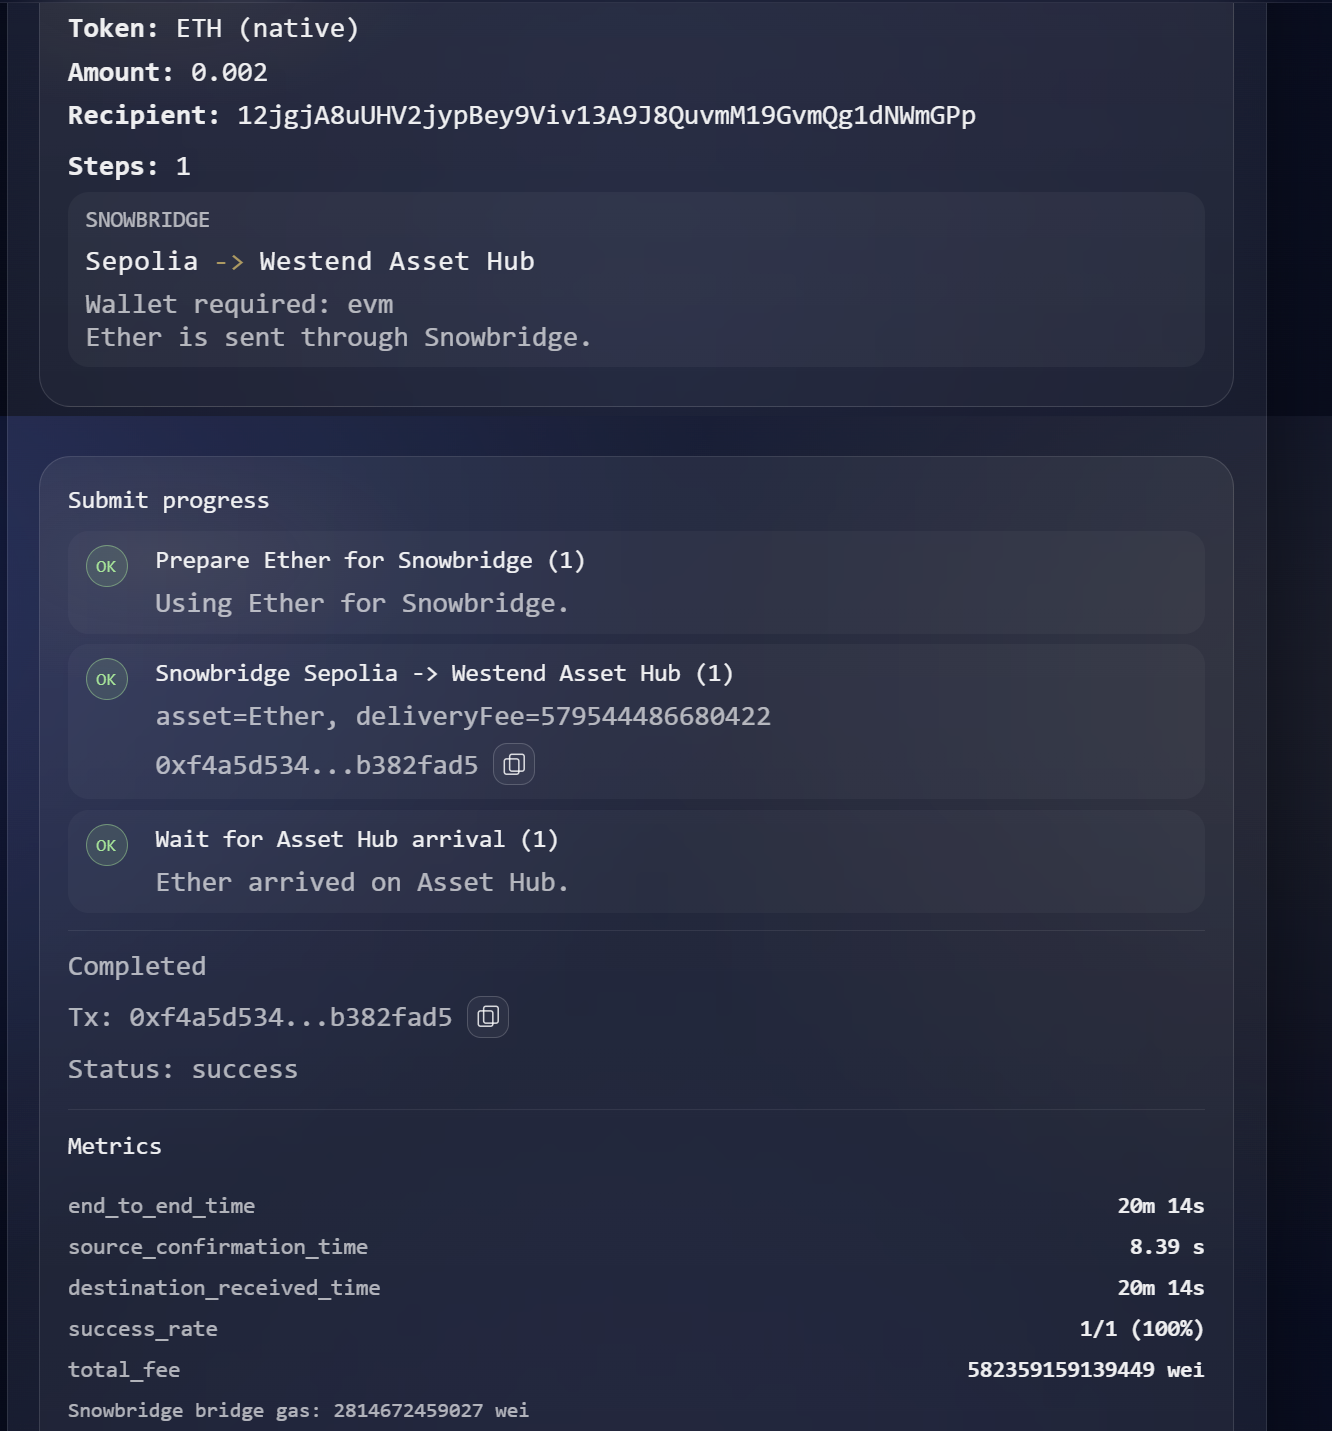 Token: ETH (native)
Amount: 0.002
Recipient: 12jgjA8uUHV2jypBey9Viv13A9J8QuvmM19GvmQg1dNWmGPp
Steps: 1
SNOWBRIDGE
Sepolia -> Westend Asset Hub
Wallet required: evm
Ether is sent through Snowbridge.
Submit progress
OK Prepare Ether for Snowbridge (1)
Using Ether for Snowbridge.
OK Snowbridge Sepolia -> Westend Asset Hub (1)
asset=Ether, deliveryFee=579544486680422
0xf4a5d534...b382fad5
OK Wait for Asset Hub arrival (1)
Ether arrived on Asset Hub.
Completed
Tx: 0xf4a5d534...b382fad5
Status: success
Metrics
end_to_end_time 20m 14s
source_confirmation_time 8.39 s
destination_received_time 20m 14s
success_rate 1/1 (100%)
total_fee 582359159139449 wei
Snowbridge bridge gas: 2814672459027 wei